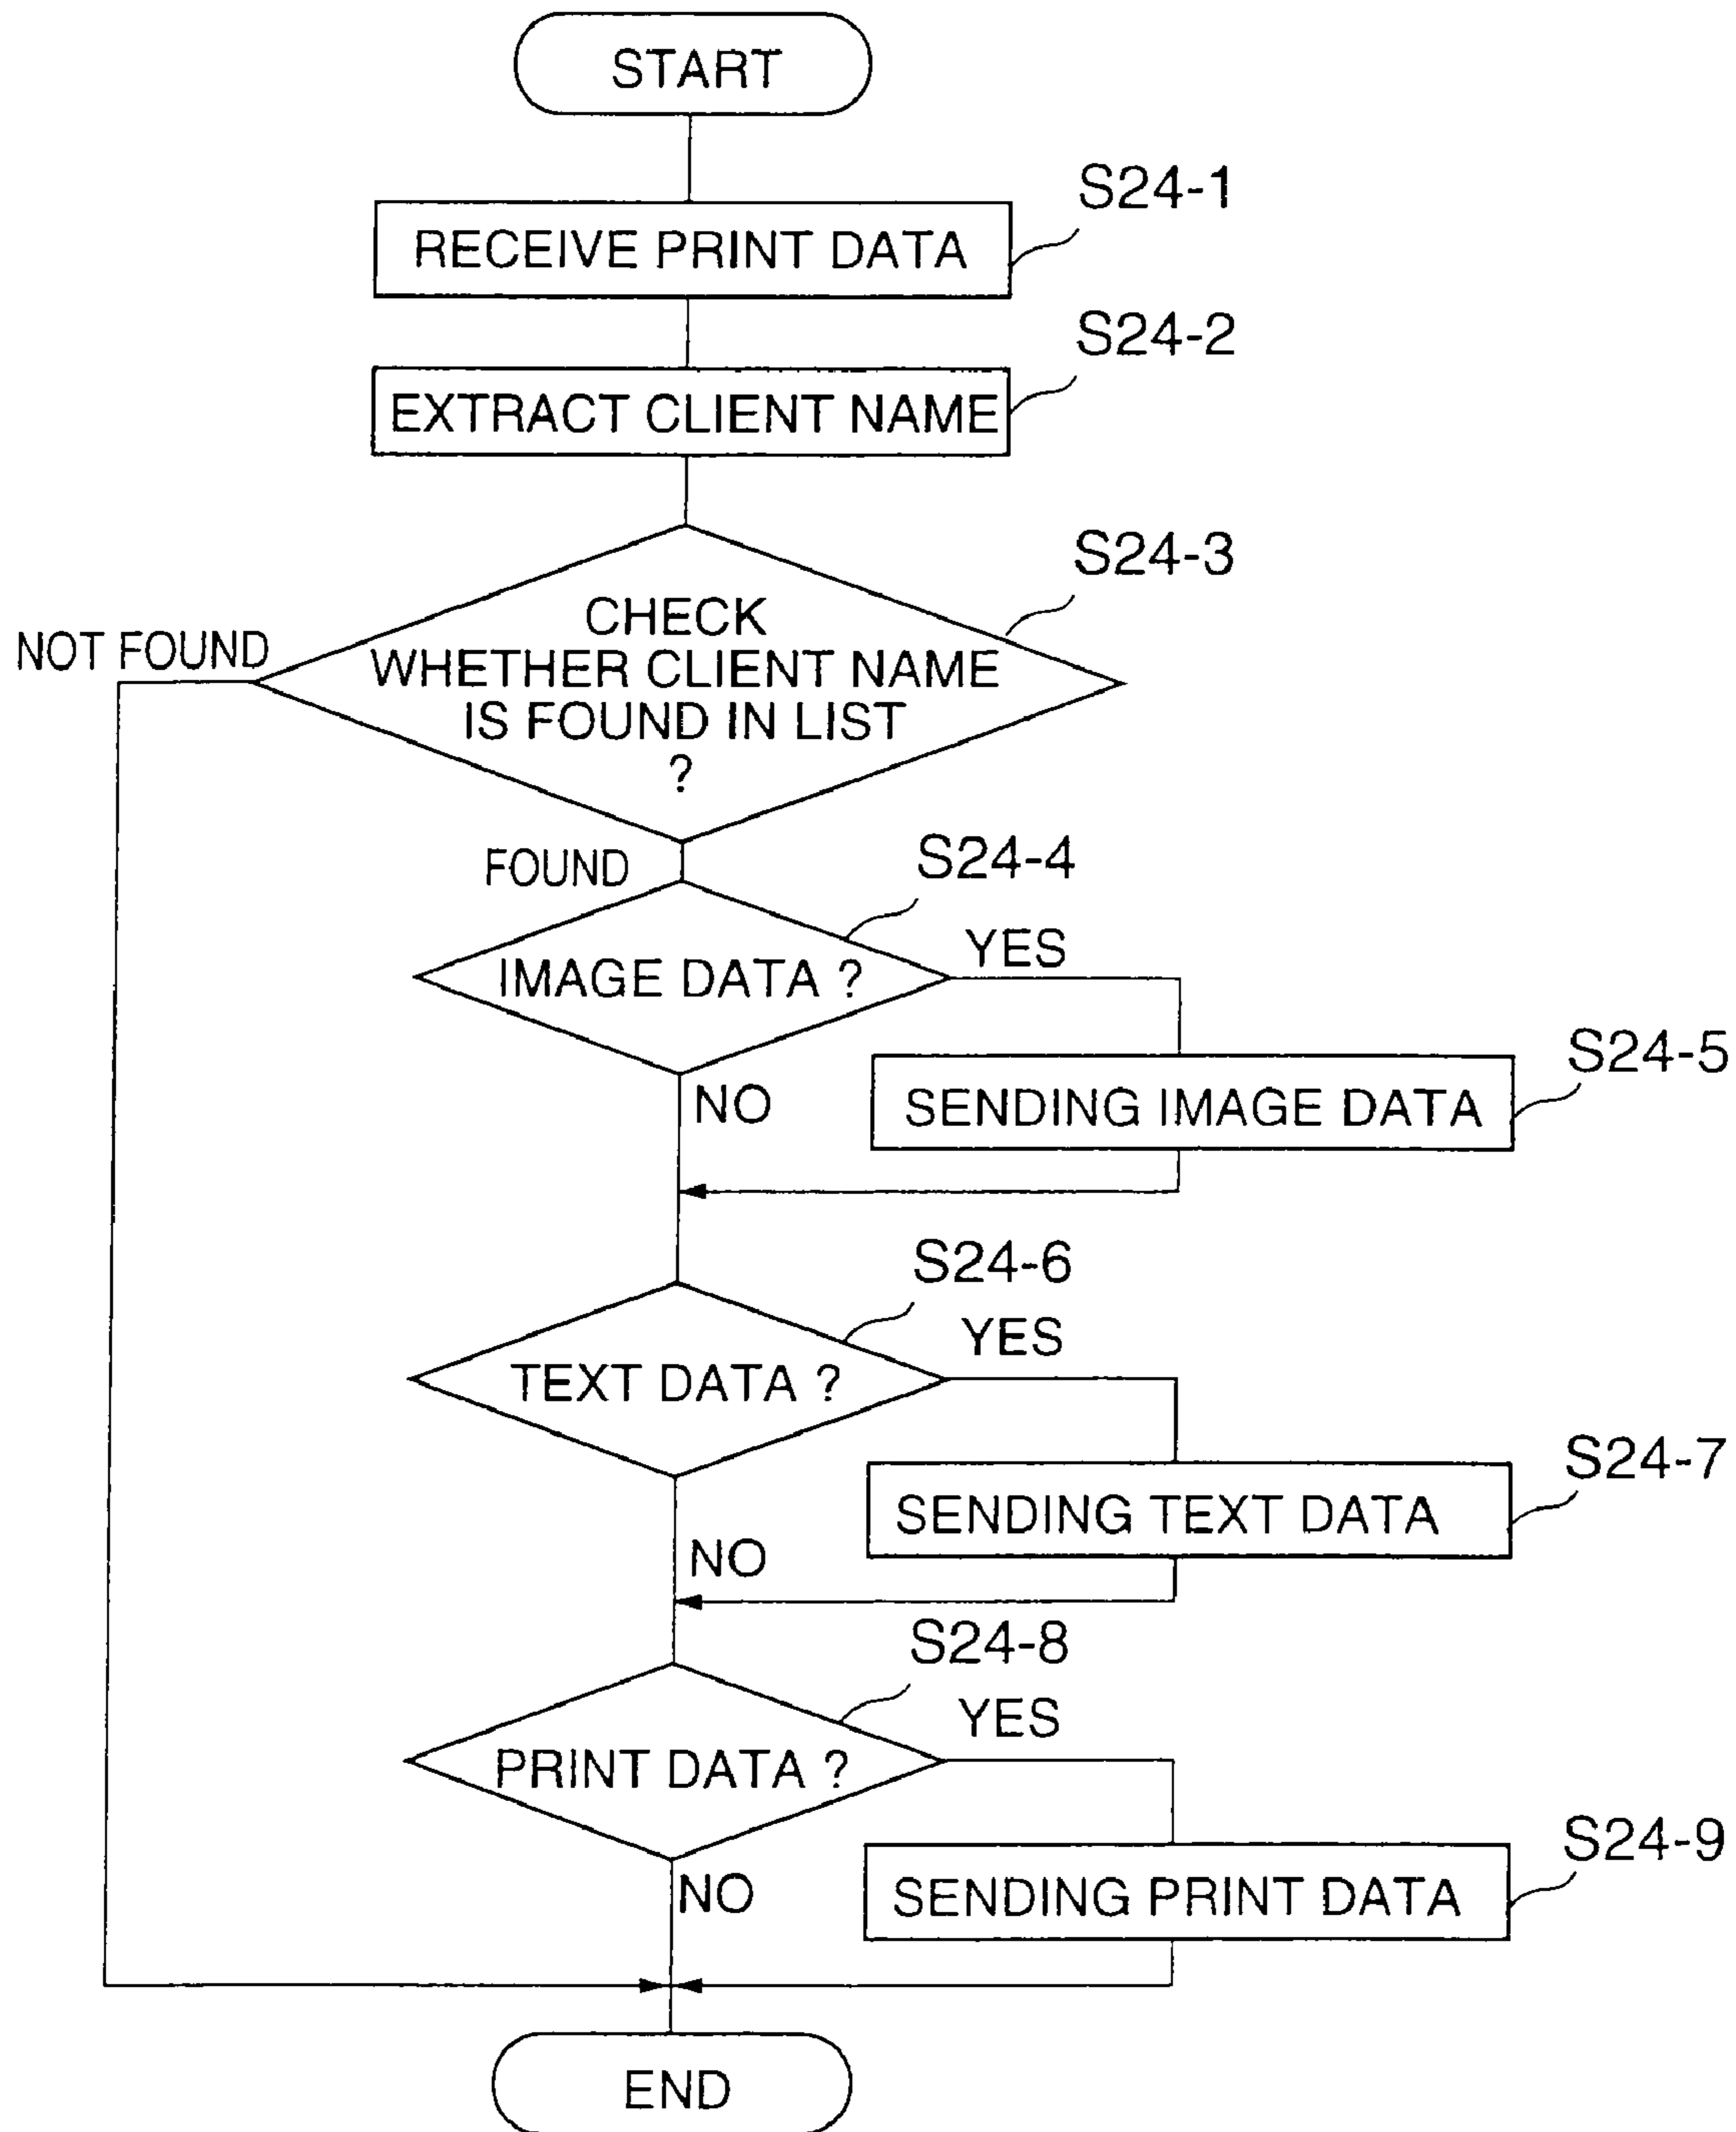 START
S24-1
RECEIVE PRINT DATA
S24-2
EXTRACT CLIENT NAME
S24-3
CHECK
WHETHER CLIENT NAME
IS FOUND IN LIST
?
NOT FOUND
FOUND
S24-4
IMAGE DATA ?
YES
S24-5
SENDING IMAGE DATA
NO
S24-6
TEXT DATA ?
YES
S24-7
SENDING TEXT DATA
NO
S24-8
PRINT DATA ?
YES
S24-9
SENDING PRINT DATA
NO
END